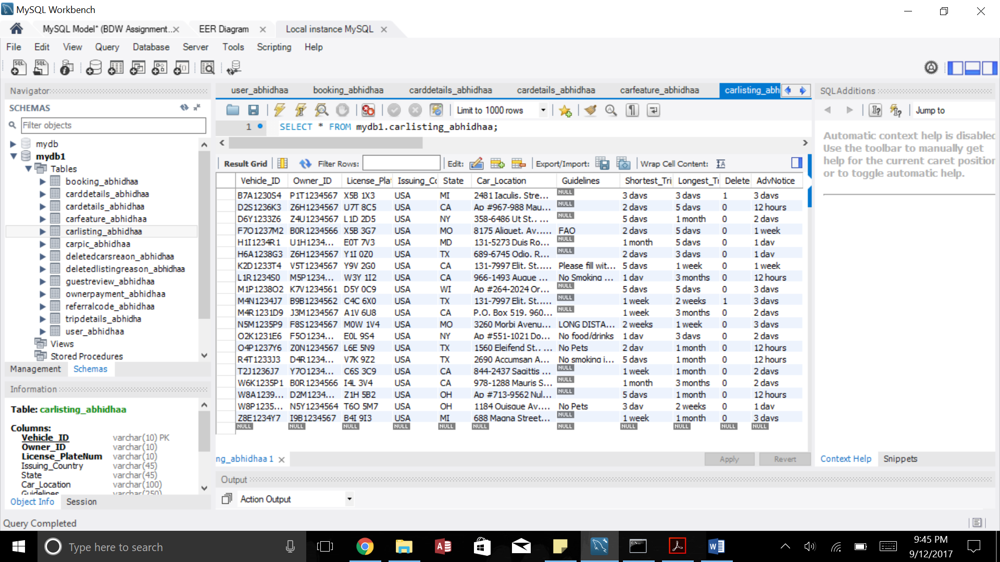 MySQL Workbench
MySQL Model* (BDW Assignment...
EER Diagram
Local instance MySQL
File Edit View Query Database Server Tools Scripting Help
Navigator
SCHEMAS
Filter objects
mydb
mydb1
Tables
booking_abhidhaa
carddetails_abhidhaa
cardetails_abhidhaa
carfeature_abhidhaa
carlisting_abhidhaa
carpic_abhidhaa
deletedcarsreaon_abhidhaa
deletedlistingreason_abhidhaa
guestreview_abhidhaa
ownerpayment_abhidhaa
referralcode_abhidhaa
tripdetails_abhidha
user_abhidhaa
Views
Stored Procedures
Management Schemas
Information
Table: carlisting_abhidhaa
Columns:
Vehicle_ID varchar(10) PK
Owner_ID varchar(10)
License_PlateNum varchar(10)
Issuing_Country varchar(45)
State varchar(45)
Car_Location varchar(100)
Guidelines varchar(250)
Object Info Session
Query Completed
user_abhidhaa booking_abhidhaa carddetails_abhidhaa cardetails_abhidhaa carfeature_abhidhaa carlisting_abh
Limit to 1000 rows
1 SELECT * FROM mydb1.carlisting_abhidhaa;
Result Grid Filter Rows: Edit: Export/Import: Wrap Cell Content:
Vehicle_ID Owner_ID License_Pla Issuing_Co State Car_Location Guidelines Shortest_Tri Longest_Tr Delete AdvNotice
B7A1230S4 P1T1234567 X5B 1X3 USA MI 2481 Iaculis. Stre... NULL 3 days 3 days 1 3 days
D2S1236K3 Z6H1234567 U7T 8C5 USA CA Ap #967-988 Mau... NULL 2 days 5 days 0 12 hours
D6Y1233Z6 Z4U1234567 L1D 2D5 USA NY 358-6486 Ut St.. ... NULL 5 days 1 month 0 2 days
F7O1237M2 B0R1234566 X5B 3G7 USA MO 8175 Aliquet. Av..... FAQ 2 days 5 days 0 1 week
H1I1234R1 U1H1234... E0T 7V3 USA MD 131-5273 Duis Ro... NULL 1 month 5 days 0 1 day
H6A1238G3 Z6H1234567 Y1I 0Z0 USA TX 689-6745 Odio. R... NULL 2 days 3 days 0 1 day
K2D1233T4 V5T1234567 Y9V 2G0 USA CA 131-7997 Elit. St..... Please fill wit... 5 days 1 week 0 1 week
L1R1234S0 M5P1234... W3Y 1I2 USA CA 966-1493 Augue ... No Smoking ... 1 day 3 months 0 12 hours
M1P1238O2 K7V1234561 D5Y 0C9 USA WI Ap #264-2024 Or... NULL 5 days 5 days 0 3 days
M4N1234J7 B9B1234562 C4C 6X0 USA TX 131-7997 Elit. St..... NULL 1 week 2 weeks 1 3 days
M4R1231D9 J3M1234567 A1V 6U8 USA CA P.O. Box 519, 960... NULL 1 week 3 months 0 2 days
N5M1235P9 F8S1234567 M0W 1V4 USA MO 3260 Morbi Avenu... LONG DISTA... 2 weeks 1 week 0 3 days
O2K1231E6 F5O1234... E0L 9S4 USA NY Ap #551-1021 Do... No food/drinks 1 day 3 days 0 2 days
O4P1237Y6 Z0N1234567 L6E 5N9 USA TX 1560 Eleifend St.. ... No Pets 2 day 1 month 0 12 hours
R4T1233J3 D4R1234... V7K 9Z2 USA TX 2690 Accumsan A... No smoking i... 5 days 1 month 0 12 hours
T2J1236J7 Y7O1234... C6S 3C9 USA CA 844-2437 Sagittis ... NULL 1 week 1 month 0 2 days
W6K1235P1 B0R1234566 I4L 3V4 USA CA 978-1288 Mauris S... NULL 1 month 3 months 0 2 days
W8A1239... D2M1234... Z1H 5B2 USA OH Ap #713-9562 Nul... NULL 5 days 1 month 0 12 hours
W8P1235... N5Y1234564 T6O 5M7 USA OH 1184 Quisque Av.... No Pets 3 day 2 weeks 0 1 day
Z8E1234Y7 I9B1234567 B4I 9I3 USA MI 688 Magna Street... NULL 1 week 1 month 0 3 days
NULL NULL NULL NULL NULL NULL NULL NULL NULL NULL NULL
ng_abhidhaa 1
Apply Revert
Output
Action Output
SQLAdditions
Jump to
Automatic context help is disabled
Use the toolbar to manually get
help for the current caret position
or to toggle automatic help.
Context Help Snippets
Type here to search
9:45 PM
9/12/2017